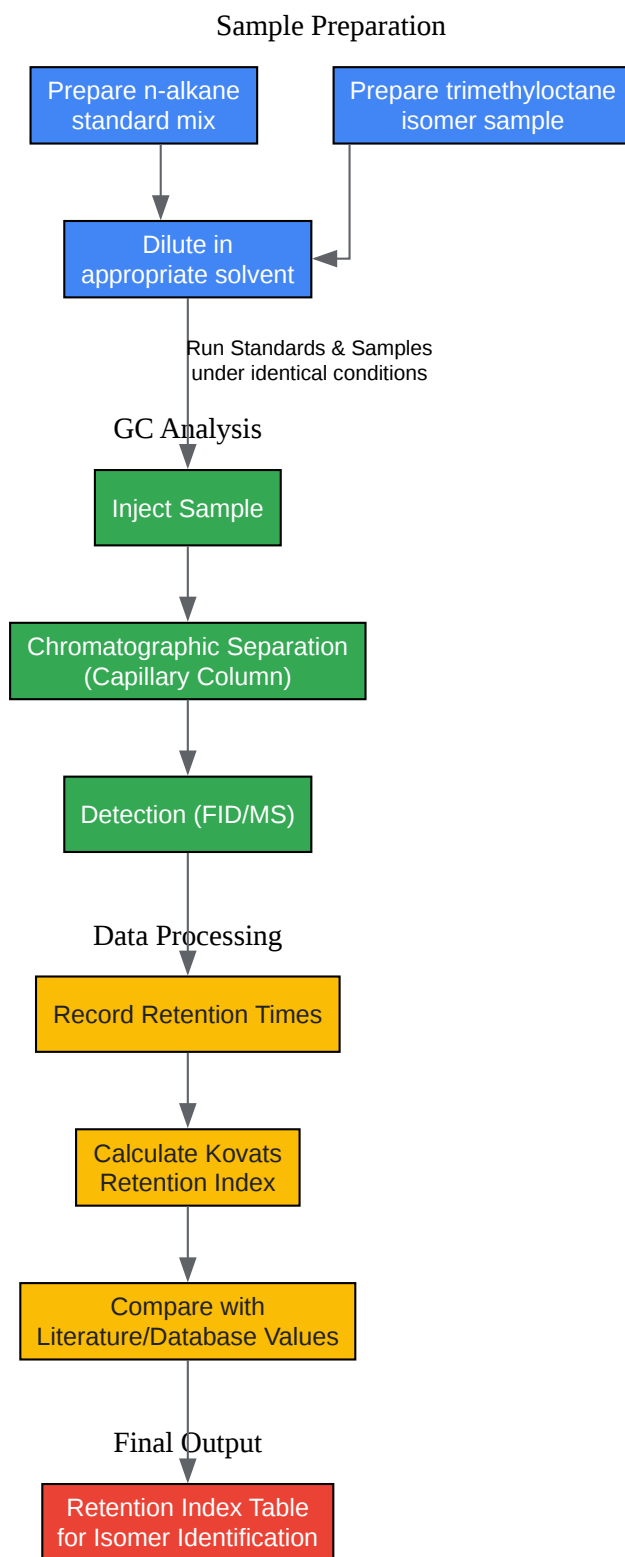 Sample Preparation
Prepare n-alkane
standard mix
Prepare trimethyloctane
isomer sample
Dilute in
appropriate solvent
Run Standards & Samples
under identical conditions
GC Analysis
Inject Sample
Chromatographic Separation
(Capillary Column)
Detection (FID/MS)
Data Processing
Record Retention Times
Calculate Kovats
Retention Index
Compare with
Literature/Database Values
Final Output
Retention Index Table
for Isomer Identification